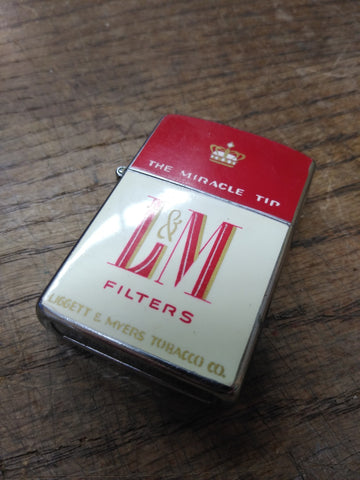 THE MIRACLE TIP
L&M
FILTERS
LIGGETT & MYERS TOBACCO CO.